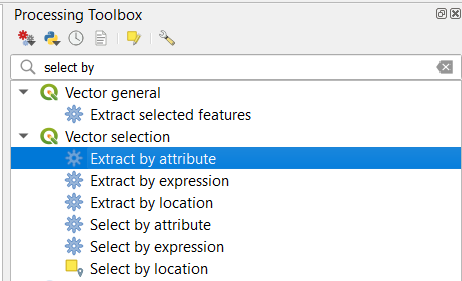 Processing Toolbox
select by
Vector general
Extract selected features
Vector selection
Extract by attribute
Extract by expression
Extract by location
Select by attribute
Select by expression
Select by location